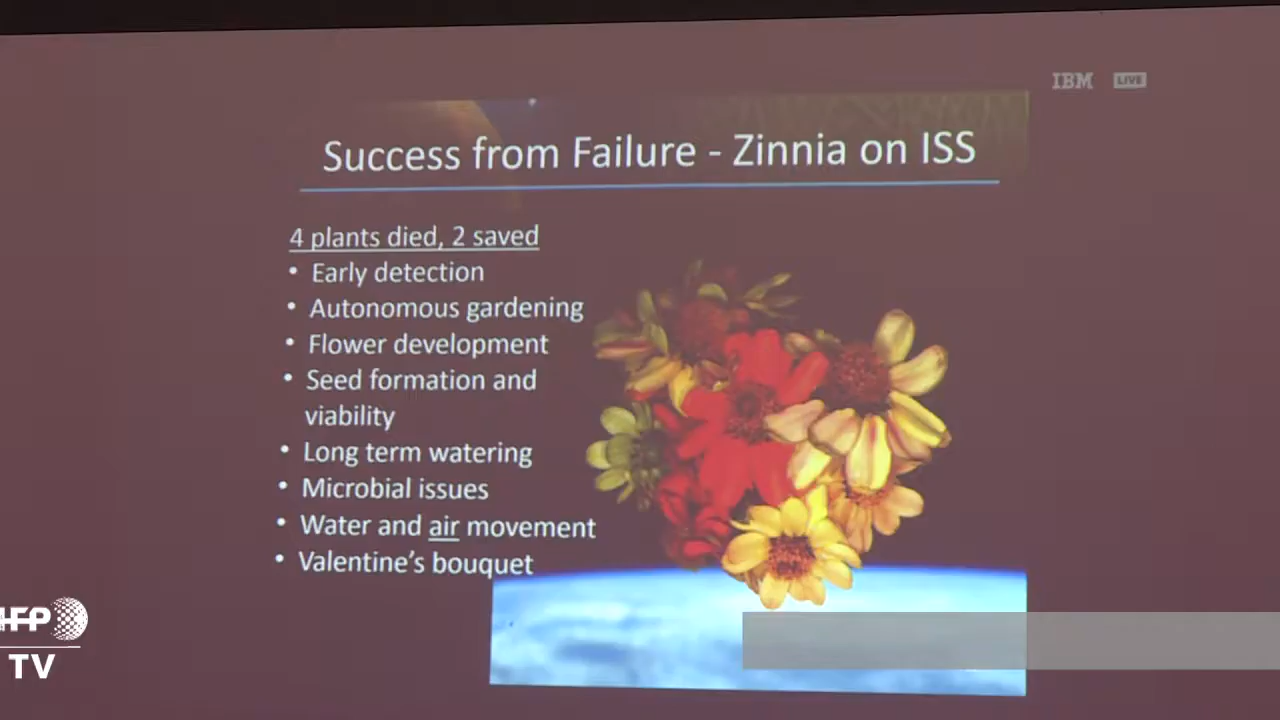 IBM LIVE
Success from Failure - Zinnia on ISS
4 plants died, 2 saved
• Early detection
• Autonomous gardening
• Flower development
• Seed formation and
viability
• Long term watering
• Microbial issues
• Water and air movement
• Valentine's bouquet
AFP
TV